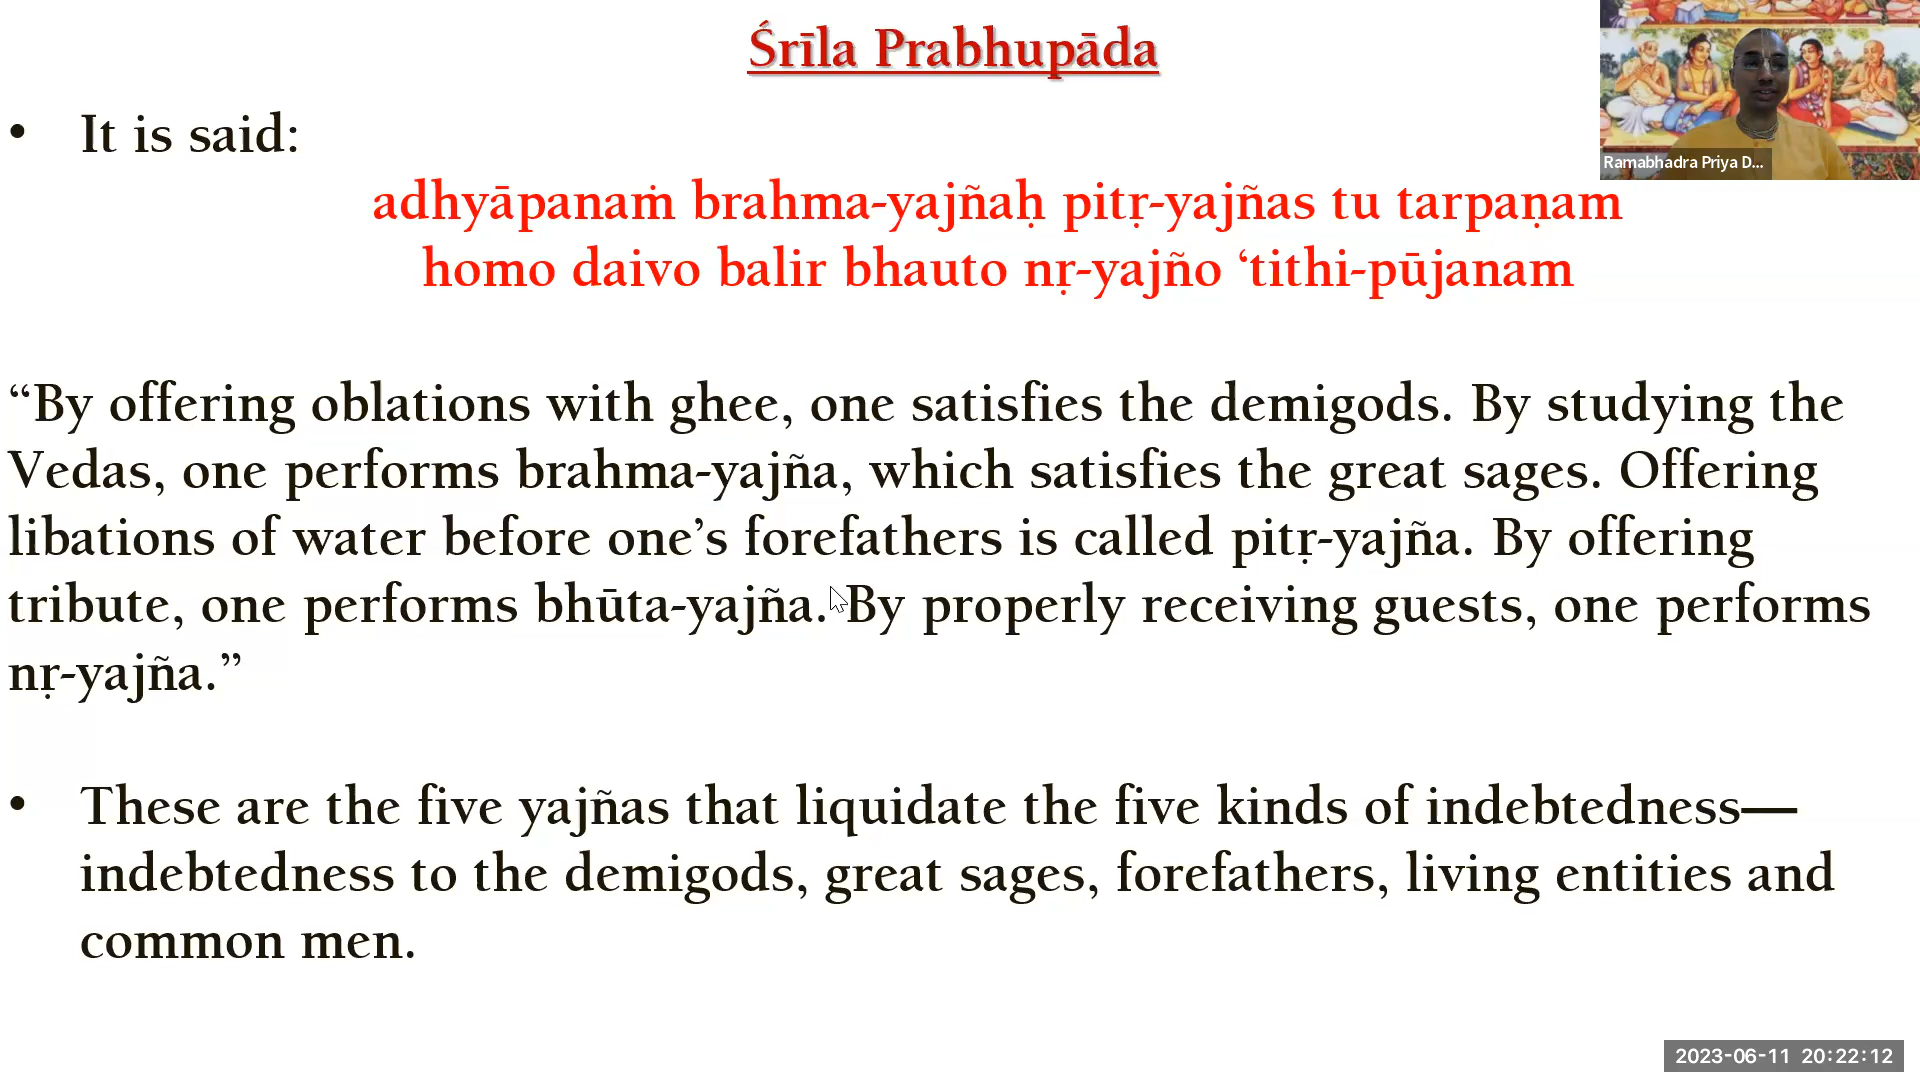 Śrīla Prabhupāda
• It is said:
adhyāpanaṁ brahma-yajñaḥ pitṛ-yajñas tu tarpaṇam
homo daivo balir bhauto nṛ-yajño ‘tithi-pūjanam
“By offering oblations with ghee, one satisfies the demigods. By studying the
Vedas, one performs brahma-yajña, which satisfies the great sages. Offering
libations of water before one’s forefathers is called pitṛ-yajña. By offering
tribute, one performs bhūta-yajña. By properly receiving guests, one performs
nṛ-yajña.”
• These are the five yajñas that liquidate the five kinds of indebtedness—
indebtedness to the demigods, great sages, forefathers, living entities and
common men.
Ramabhadra Priya D...
2023-06-11 20:22:12